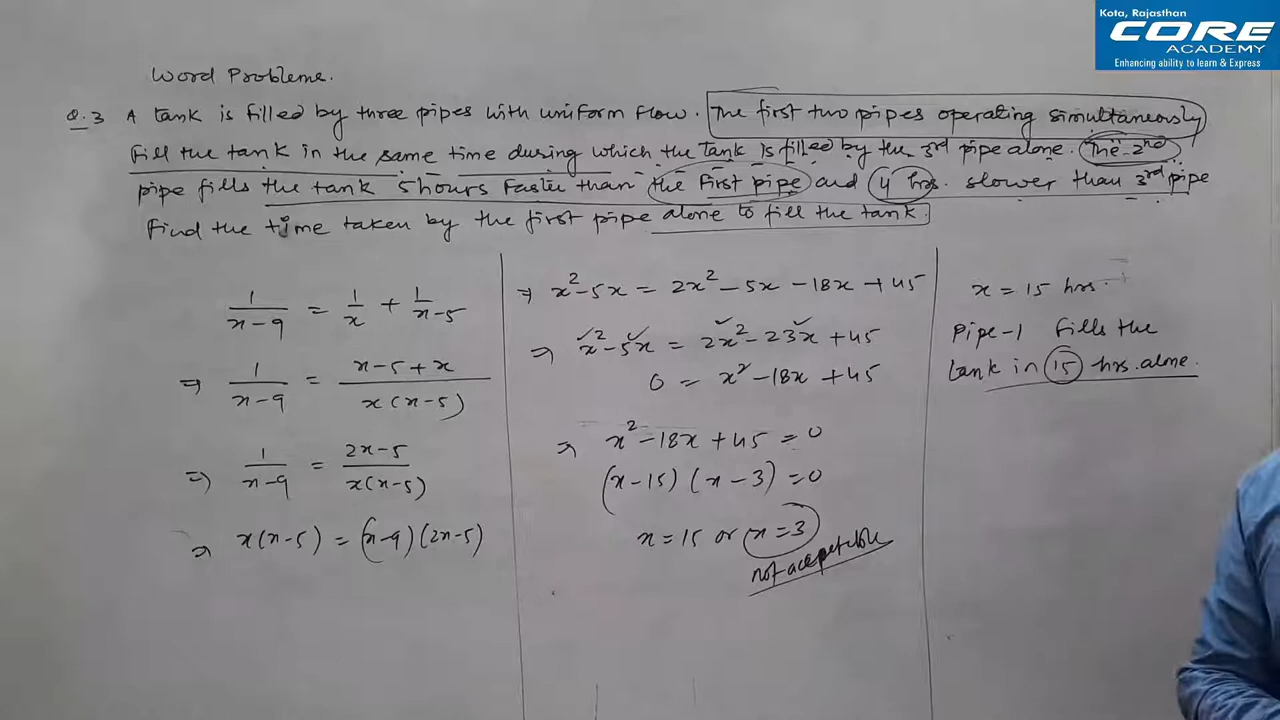 Kota, Rajasthan
CORE
ACADEMY
Enhancing ability to learn & Express
Word Probleme.
Q.3 A tank is filled by three pipes with uniform flow. The first two pipes operating simultaneously
fill the tank in the same time during which the tank is filled by the 3rd pipe alone. The 2nd
pipe fills the tank 5 hours faster than the first pipe and 4 hrs. slower than 3rd pipe
Find the time taken by the first pipe alone to fill the tank.
1/(x-9) = 1/x + 1/(x-5)
⇒ 1/(x-9) = (x-5+x)/(x(x-5))
⇒ 1/(x-9) = (2x-5)/(x(x-5))
⇒ x(x-5) = (x-9)(2x-5)
⇒ x²-5x = 2x²-5x-18x+45
⇒ x²-5x = 2x²-23x+45
0 = x²-18x+45
⇒ x²-18x+45=0
(x-15)(x-3)=0
x=15 or x=3
not acepetible
x=15 hrs.
Pipe-1 fills the
tank in 15 hrs. alone.